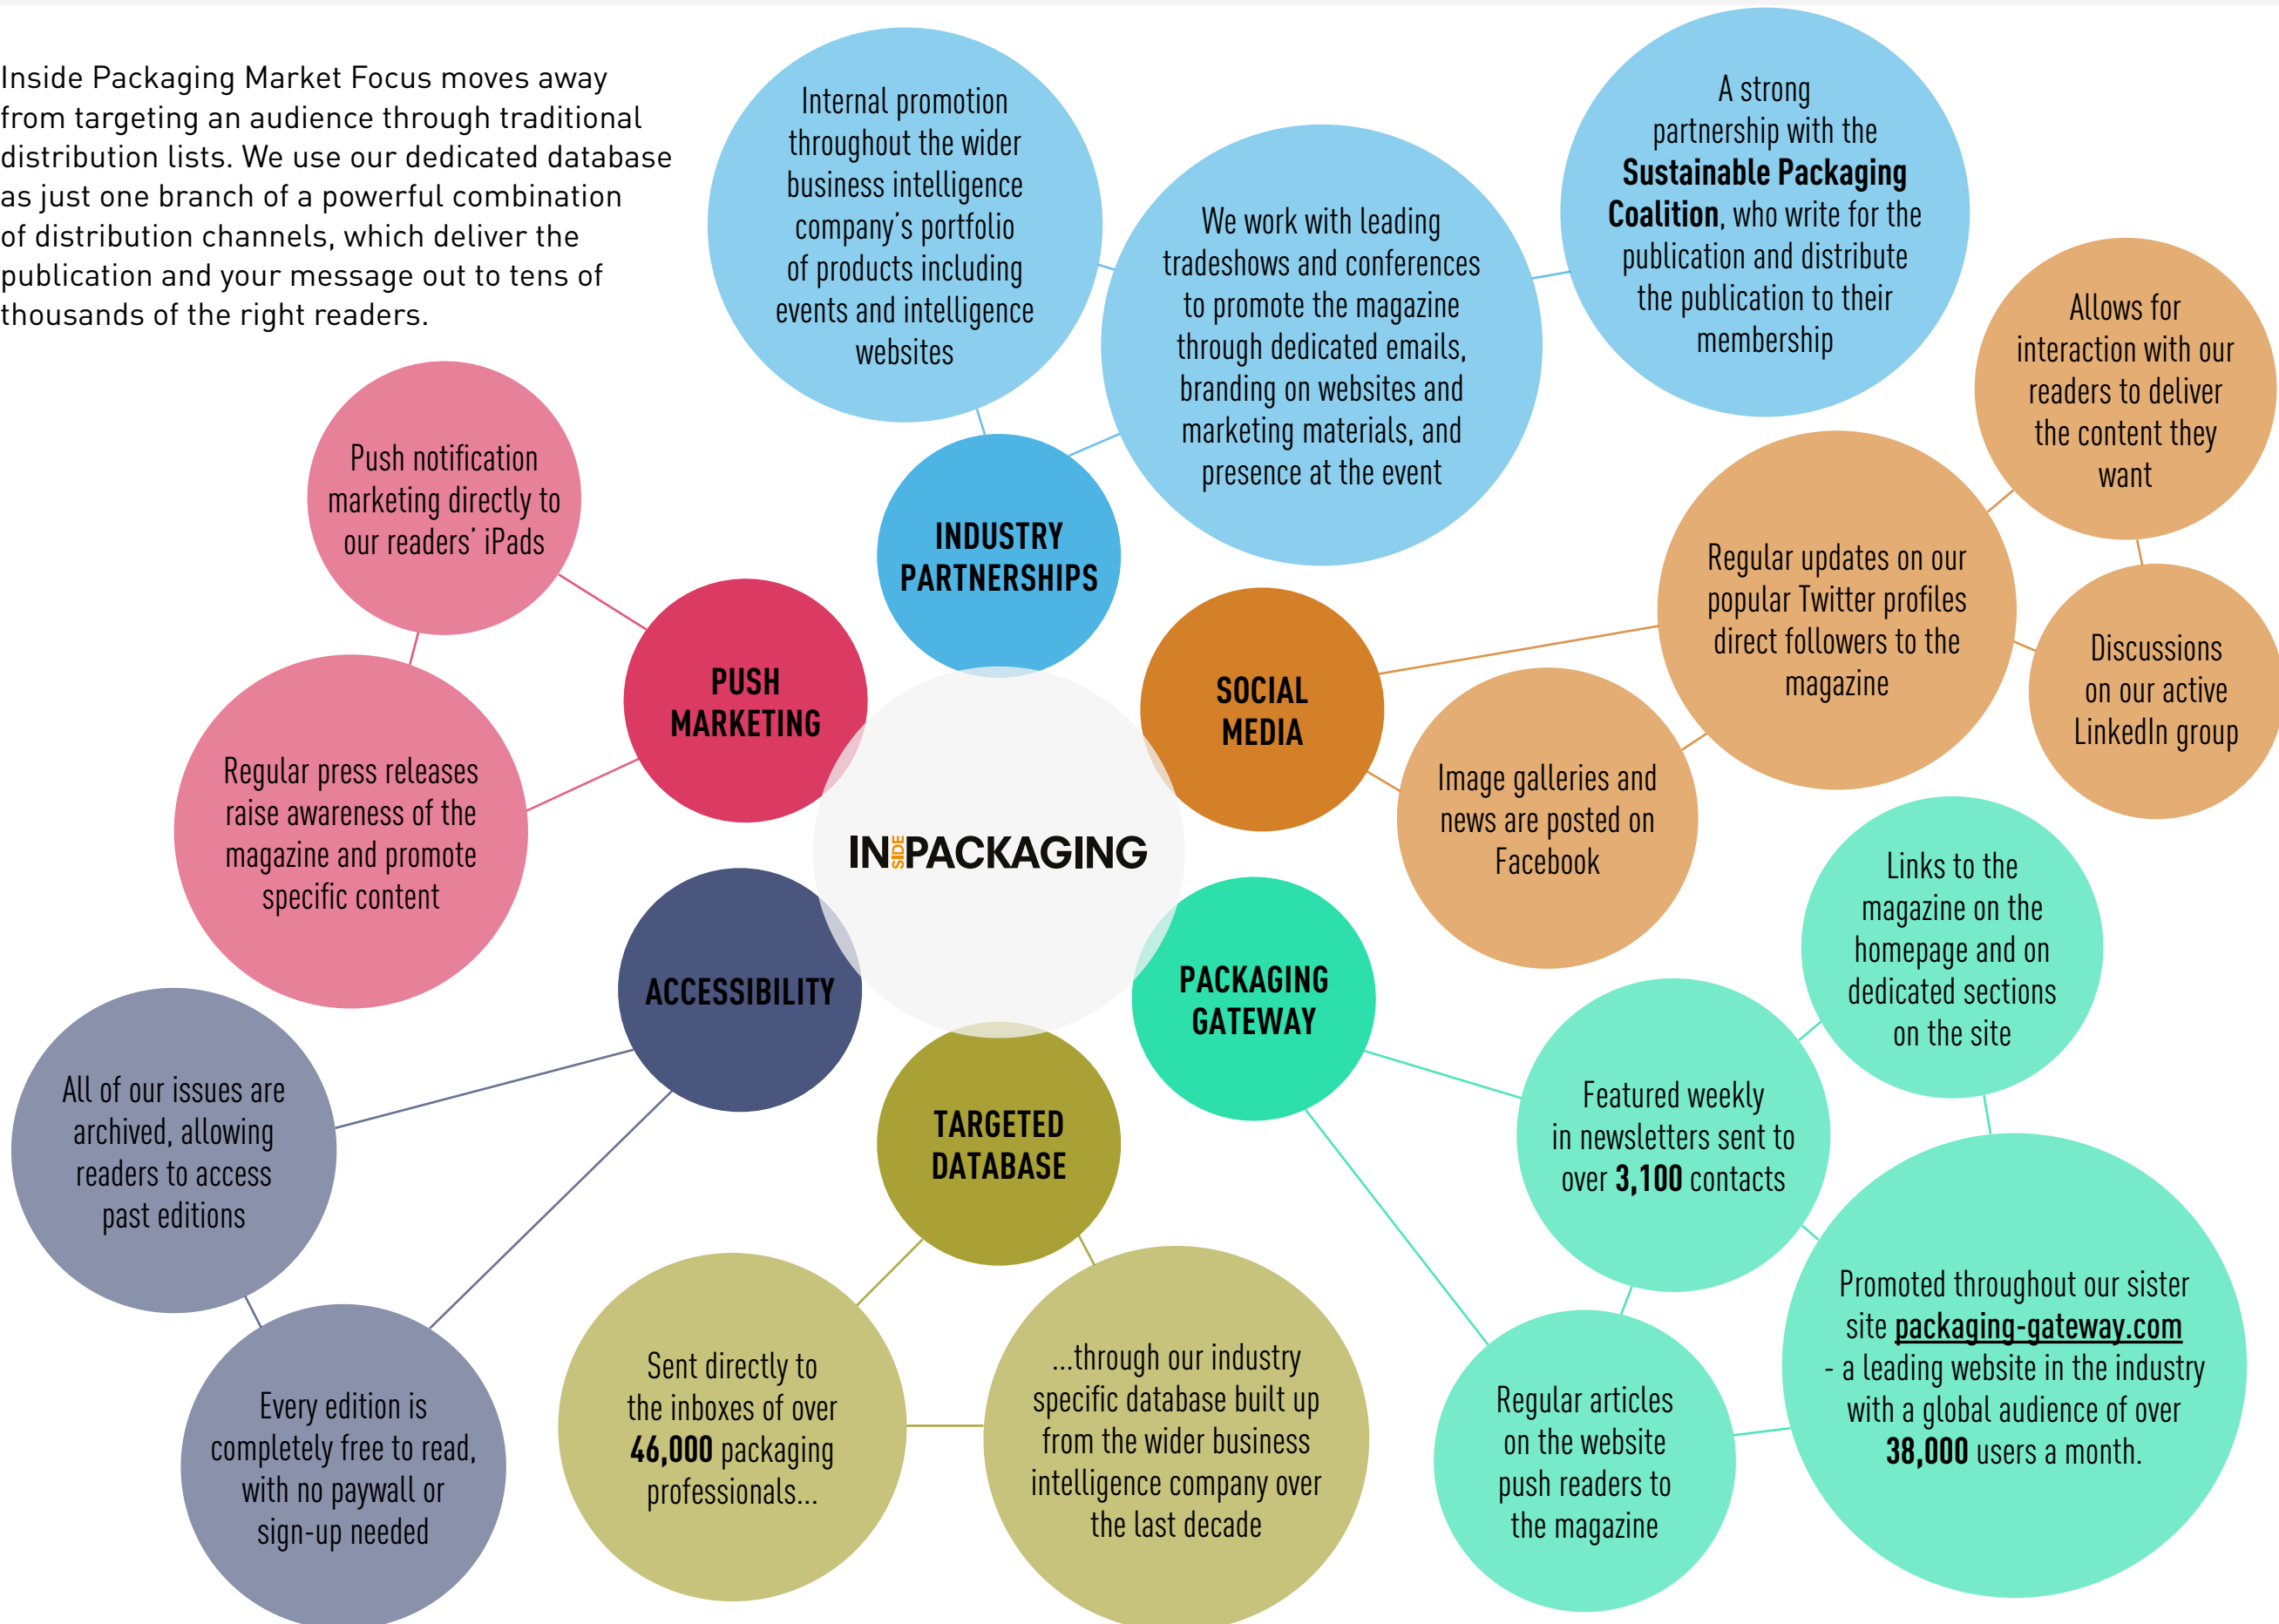 Inside Packaging Market Focus moves away
from targeting an audience through traditional
distribution lists. We use our dedicated database
as just one branch of a powerful combination
of distribution channels, which deliver the
publication and your message out to tens of
thousands of the right readers.
Internal promotion
throughout the wider
business intelligence
company's portfolio
of products including
events and intelligence
websites
We work with leading
tradeshows and conferences
to promote the magazine
through dedicated emails,
branding on websites and
marketing materials, and
presence at the event
A strong
partnership with the
Sustainable Packaging
Coalition, who write for the
publication and distribute
the publication to their
membership
Allows for
interaction with our
readers to deliver
the content they
want
Push notification
marketing directly to
our readers' iPads
INDUSTRY
PARTNERSHIPS
Regular updates on our
popular Twitter profiles
direct followers to the
magazine
Discussions
on our active
LinkedIn group
PUSH
MARKETING
SOCIAL
MEDIA
Regular press releases
raise awareness of the
magazine and promote
specific content
Image galleries and
news are posted on
Facebook
INSIDE PACKAGING
Links to the
magazine on the
homepage and on
dedicated sections
on the site
ACCESSIBILITY
PACKAGING
GATEWAY
All of our issues are
archived, allowing
readers to access
past editions
TARGETED
DATABASE
Featured weekly
in newsletters sent to
over 3,100 contacts
Promoted throughout our sister
site packaging-gateway.com
- a leading website in the industry
with a global audience of over
38,000 users a month.
Every edition is
completely free to read,
with no paywall or
sign-up needed
Sent directly to
the inboxes of over
46,000 packaging
professionals...
...through our industry
specific database built up
from the wider business
intelligence company over
the last decade
Regular articles
on the website
push readers to
the magazine